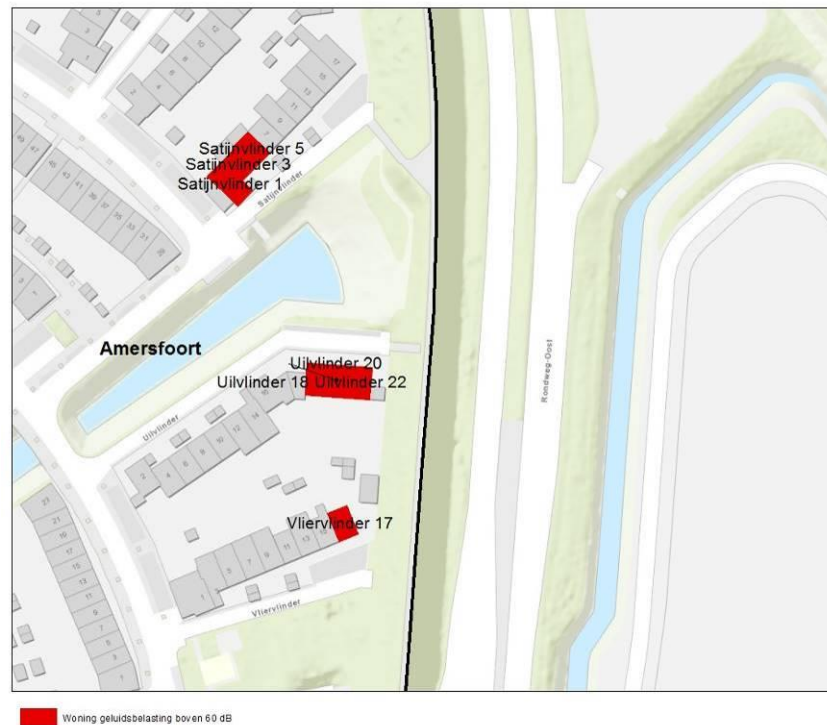 Satijnvlinder 5
Satijnvlinder 3
Satijnvlinder 1
Satijnvlinder
Amersfoort
Uilvlinder 20
Uilvlinder 18
Uilvlinder 22
Uilvlinder
Rondweg-Oost
Vliervlinder 17
Vliervlinder
Woning geluidsbelasting boven 60 dB